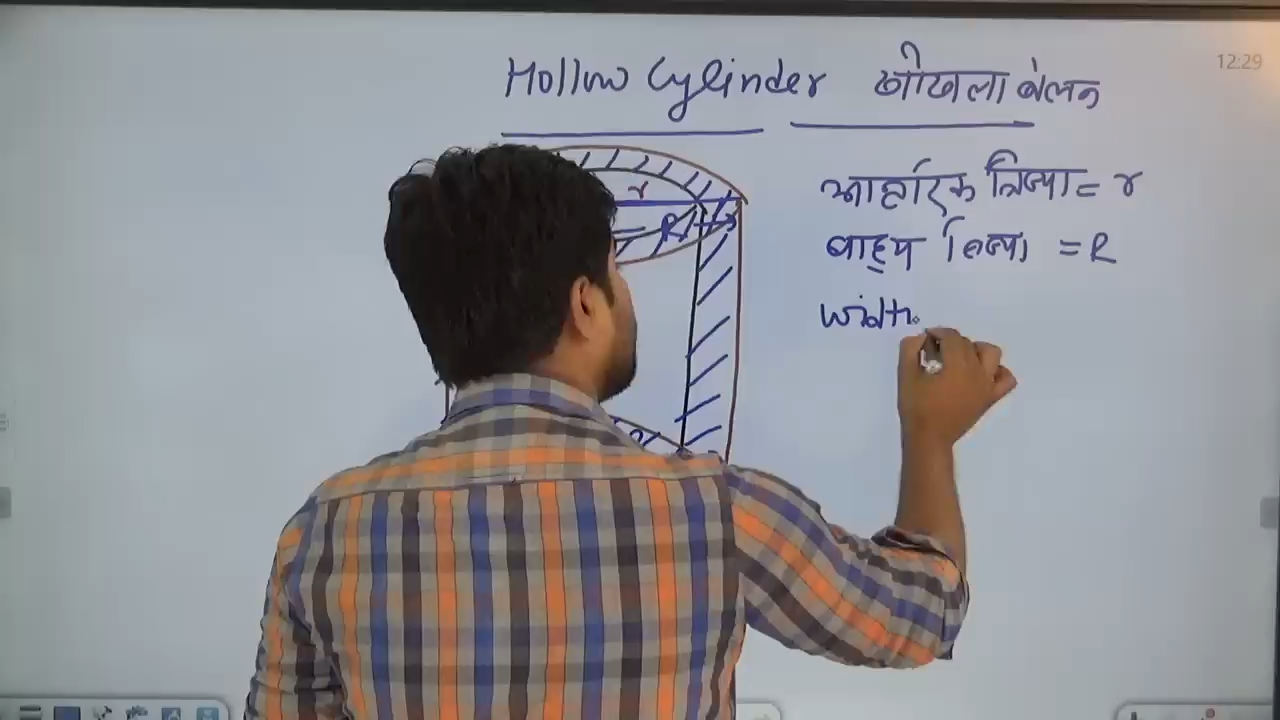 Hollow Cylinder खोखला बेलन
12:29
आन्तरिक त्रिज्या = r
r
R
बाह्य त्रिज्या = R
width